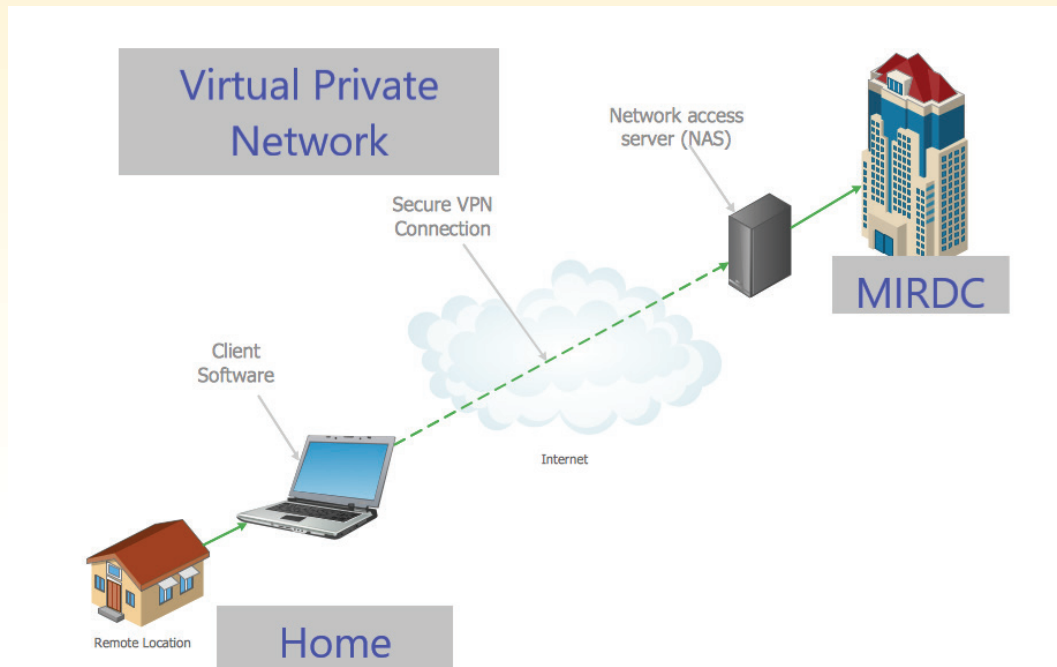 Virtual Private
Network
Network access
server (NAS)
Secure VPN
Connection
MIRDC
Client
Software
Internet
Remote Location
Home